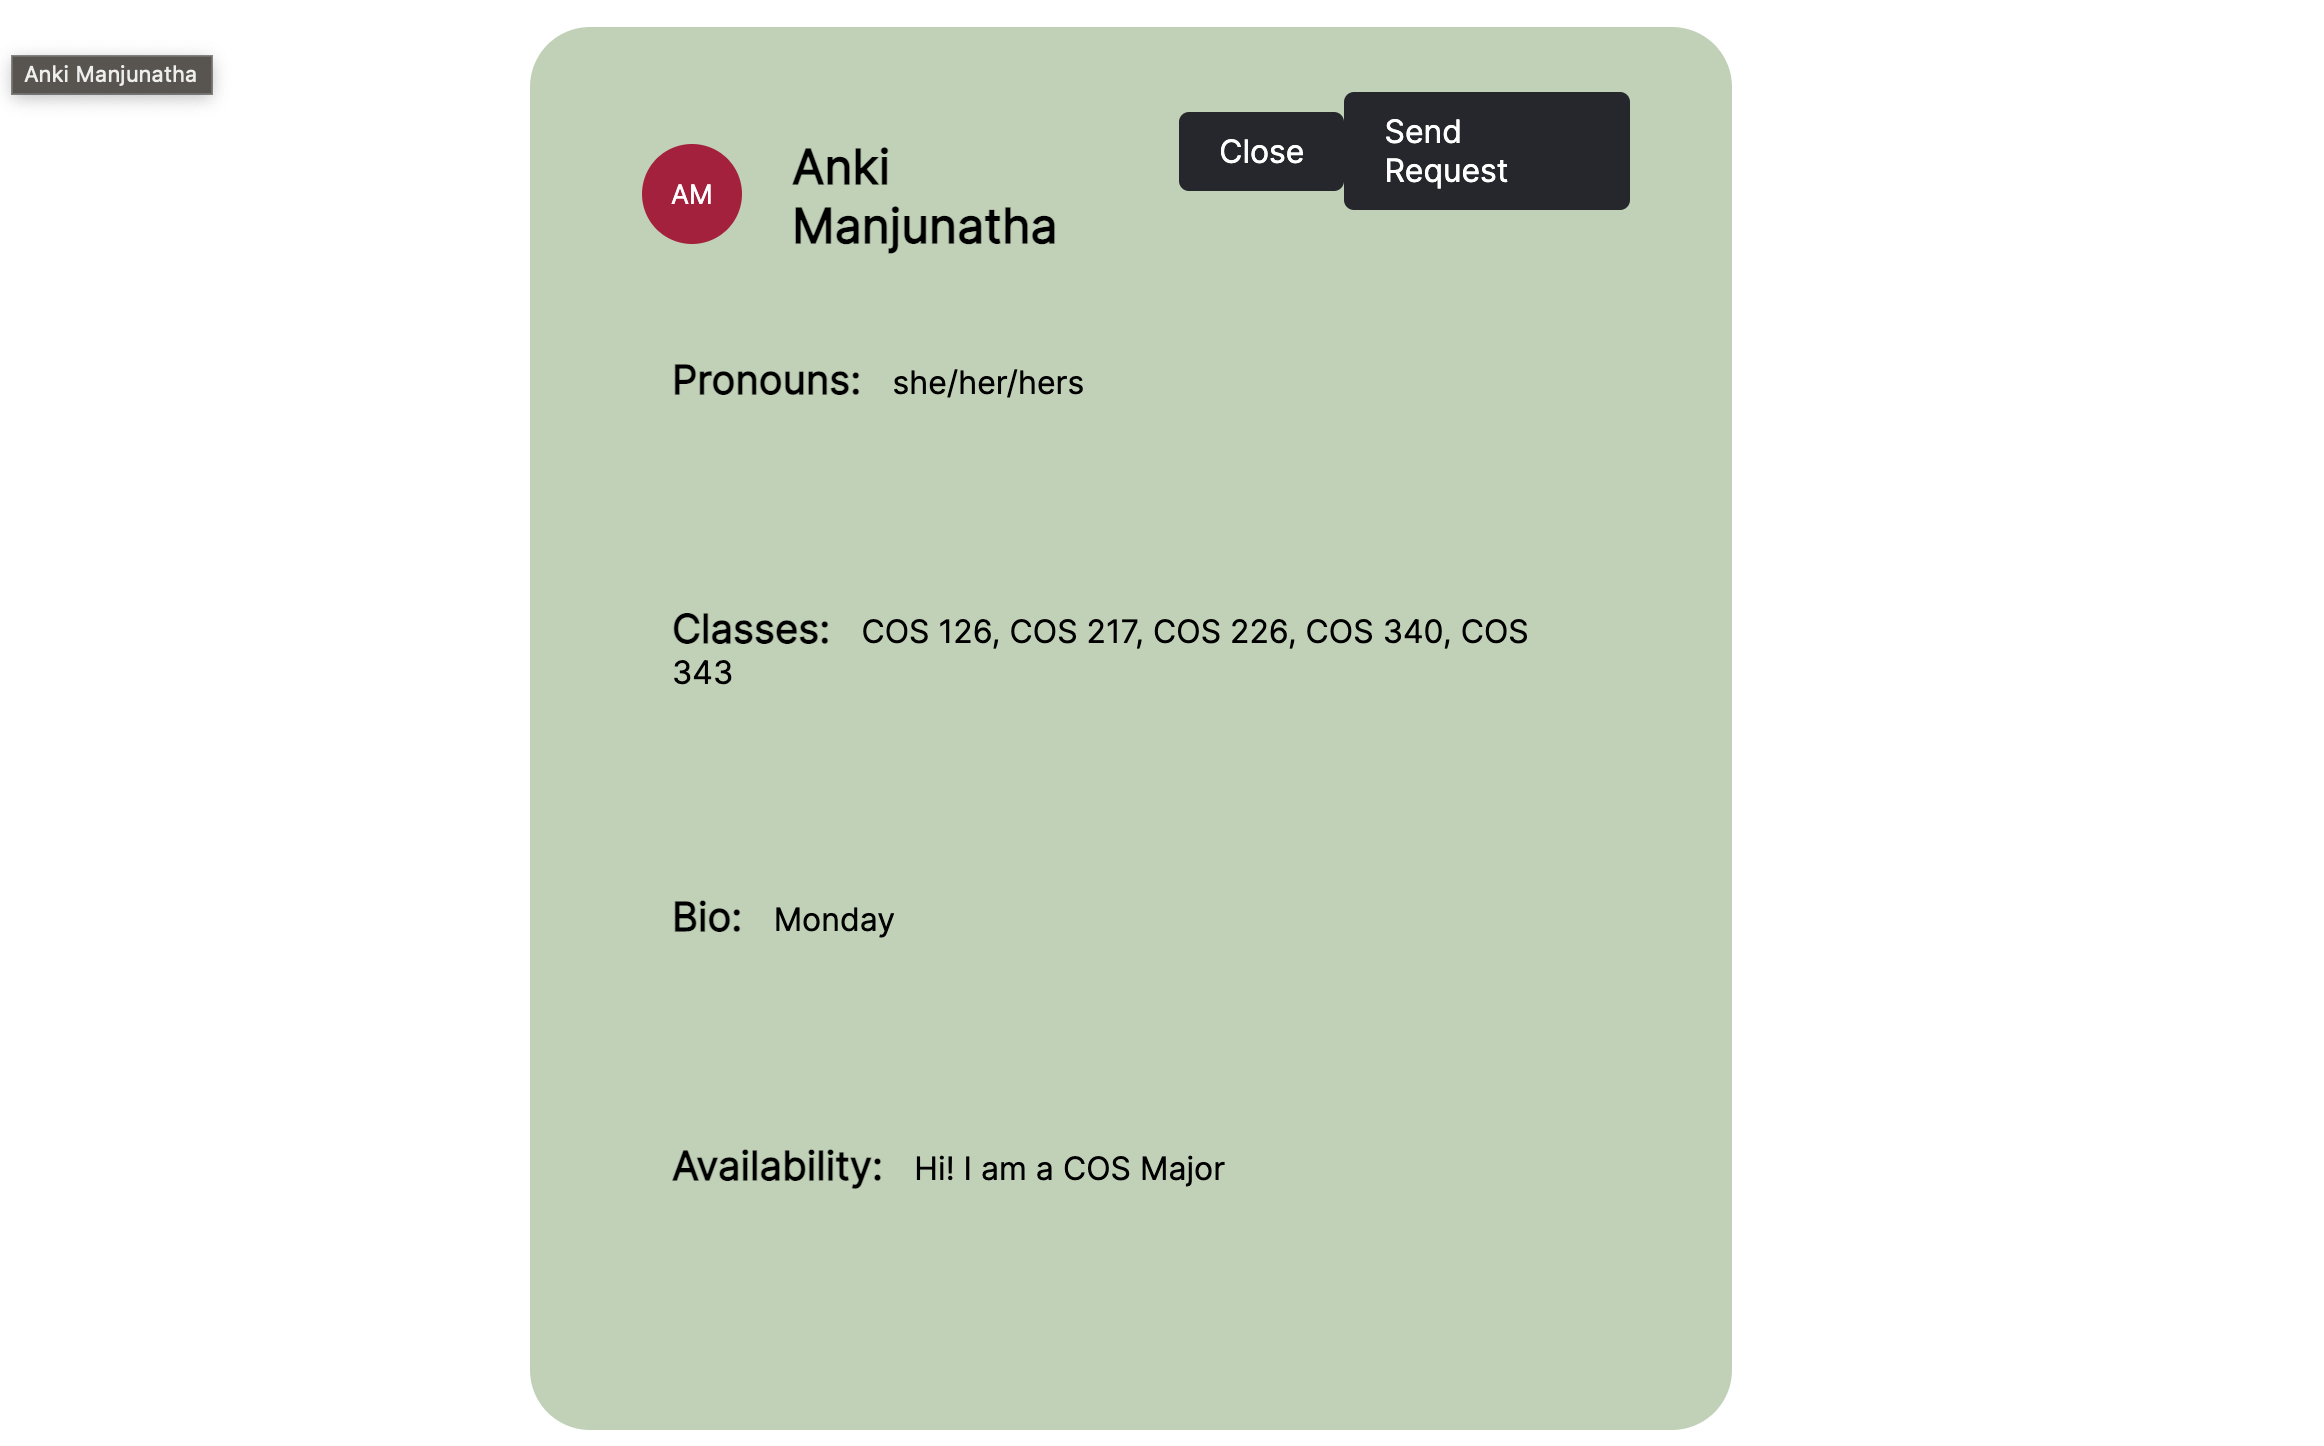 Anki Manjunatha
AM
Anki
Manjunatha
Close
Send
Request
Pronouns: she/her/hers
Classes: COS 126, COS 217, COS 226, COS 340, COS
343
Bio: Monday
Availability: Hi! I am a COS Major